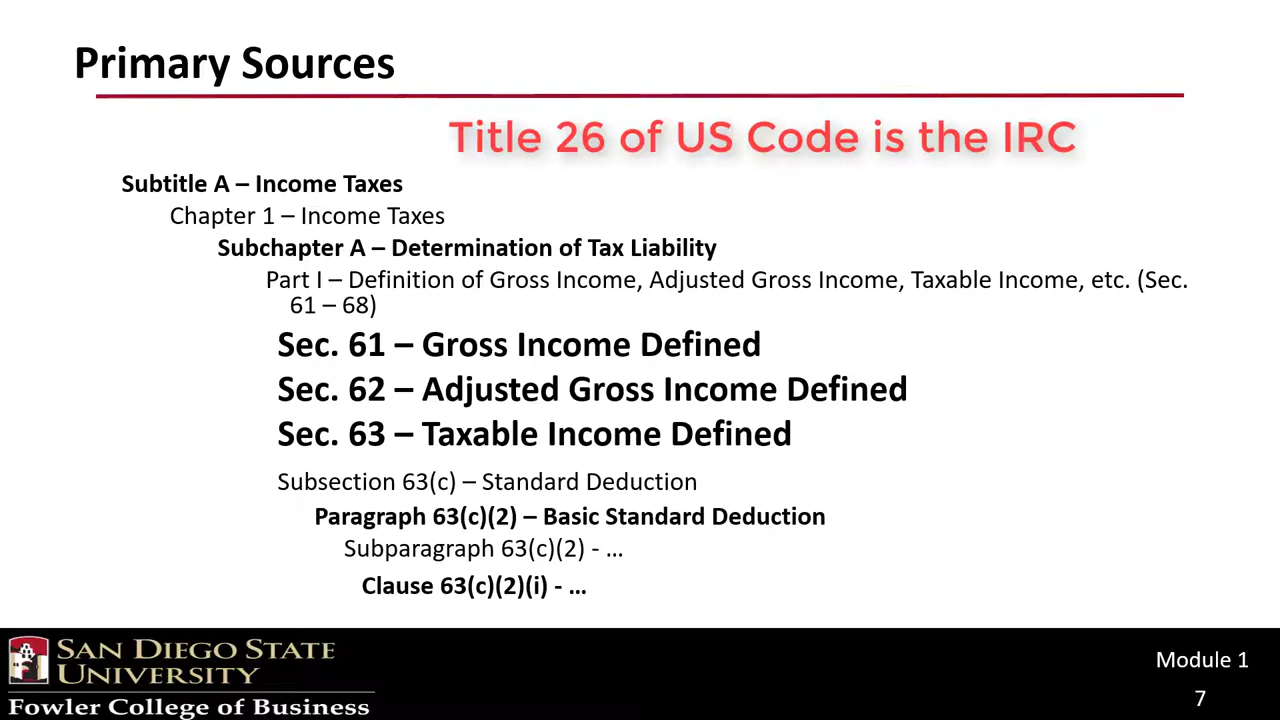 Primary Sources
Title 26 of US Code is the IRC
Subtitle A – Income Taxes
Chapter 1 – Income Taxes
Subchapter A – Determination of Tax Liability
Part I – Definition of Gross Income, Adjusted Gross Income, Taxable Income, etc. (Sec.
61 – 68)
Sec. 61 – Gross Income Defined
Sec. 62 – Adjusted Gross Income Defined
Sec. 63 – Taxable Income Defined
Subsection 63(c) – Standard Deduction
Paragraph 63(c)(2) – Basic Standard Deduction
Subparagraph 63(c)(2) - …
Clause 63(c)(2)(i) - …
SAN DIEGO STATE
UNIVERSITY
Fowler College of Business
Module 1
7